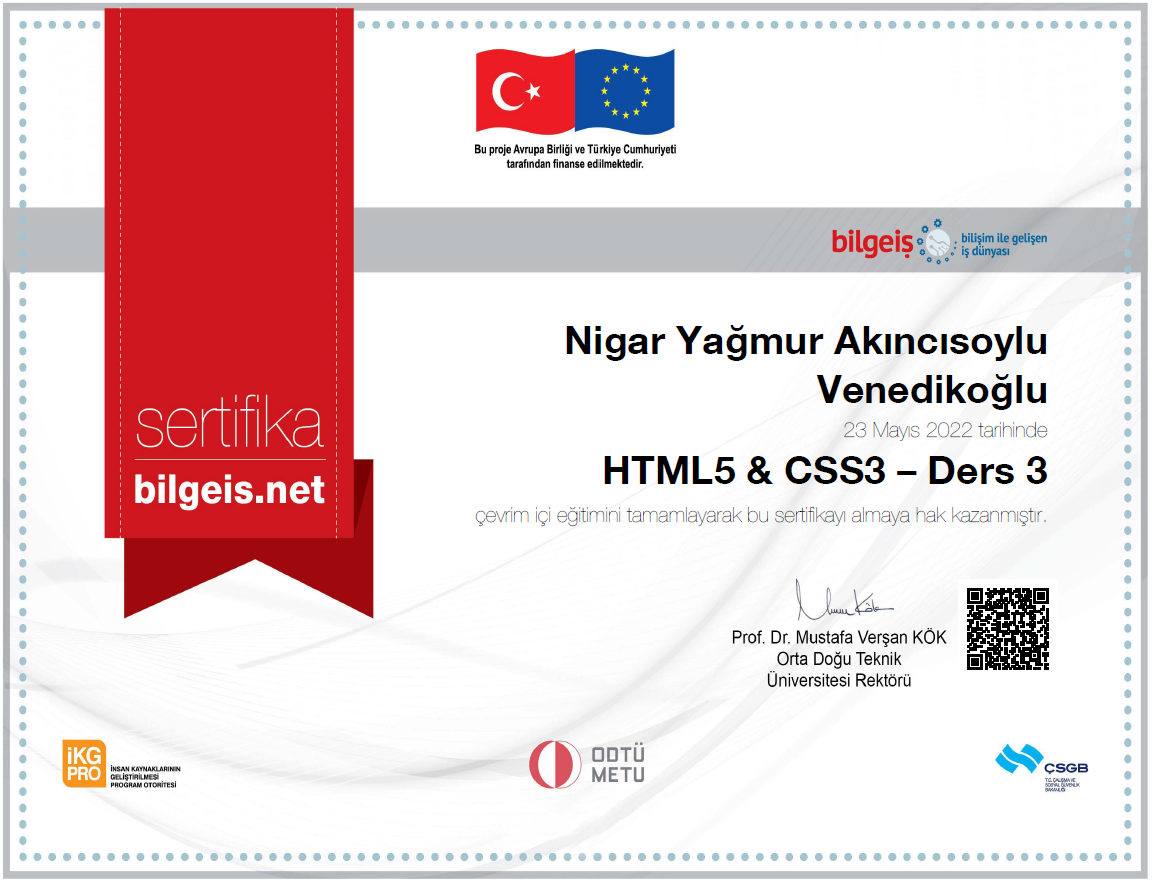 Bu proje Avrupa Birliği ve Türkiye Cumhuriyeti
tarafından finanse edilmektedir.
bilgeiş
bilişim ile gelişen
iş dünyası
Nigar Yağmur Akıncısoylu
Venedikoğlu
23 Mayıs 2022 tarihinde
HTML5 & CSS3 – Ders 3
çevrim içi eğitimini tamamlayarak bu sertifikayı almaya hak kazanmıştır.
sertifika
bilgeis.net
Prof. Dr. Mustafa Verşan KÖK
Orta Doğu Teknik
Üniversitesi Rektörü
iKG
PRO
İNSAN KAYNAKLARININ
GELİŞTİRİLMESİ
PROGRAM OTORİTESİ
ODTÜ
METU
ÇSGB
T.C. ÇALIŞMA VE
SOSYAL GÜVENLİK
BAKANLIĞI